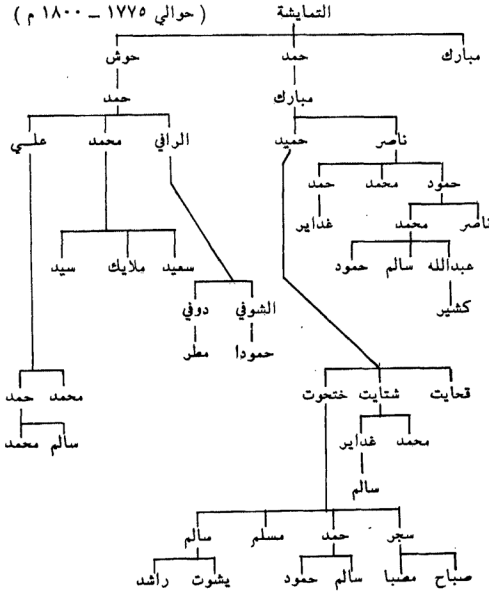 التمايشة ( حوالي ١٧٧٥ – ١٨٠٠ م )
مبارك حمد حوش
مبارك حمد
ناصر حميد الرافي محمد علي
حمود محمد حمد
ناصر محمد غداير
عبدالله سالم حمود سعيد ملايك سيد
كشير الشوفي دوفي
حمودا مطر
قحايت شتايت ختحوت محمد حمد
محمد غداير سالم محمد
سالم
سجر حمد مسلم سالم
صباح مصبا سالم حمود يشوت راشد